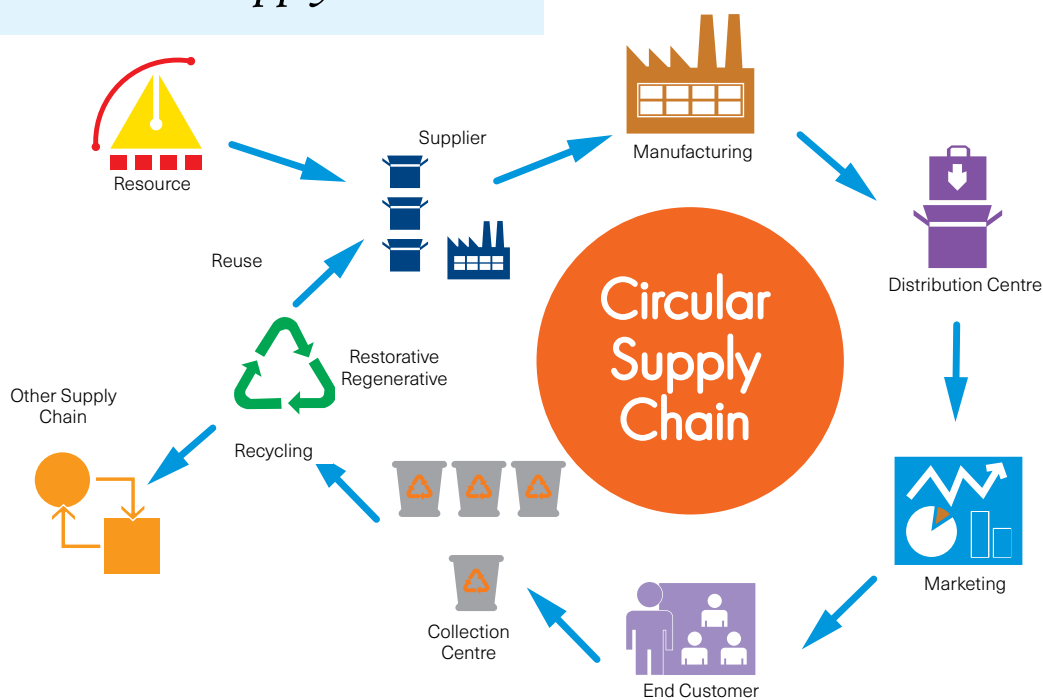 Supplier
Manufacturing
Resource
Distribution Centre
Reuse
Circular
Supply
Chain
Restorative
Regenerative
Other Supply
Chain
Recycling
Marketing
Collection
Centre
End Customer